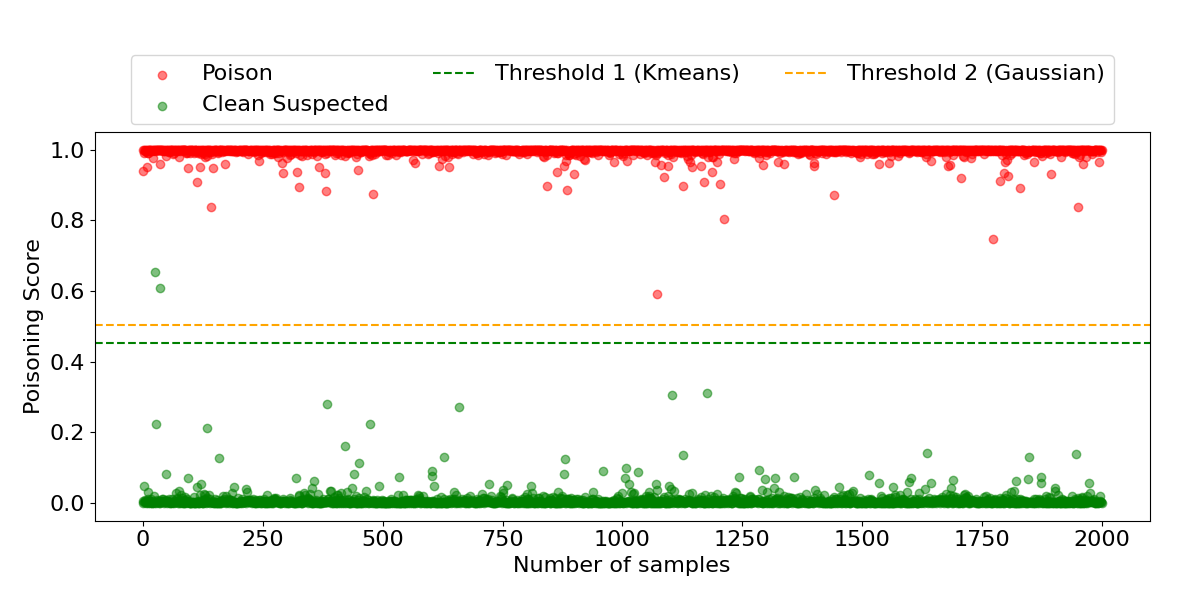 Poison
Clean Suspected
Threshold 1 (Kmeans)
Threshold 2 (Gaussian)
Poisoning Score
1.0
0.8
0.6
0.4
0.2
0.0
0 250 500 750 1000 1250 1500 1750 2000
Number of samples